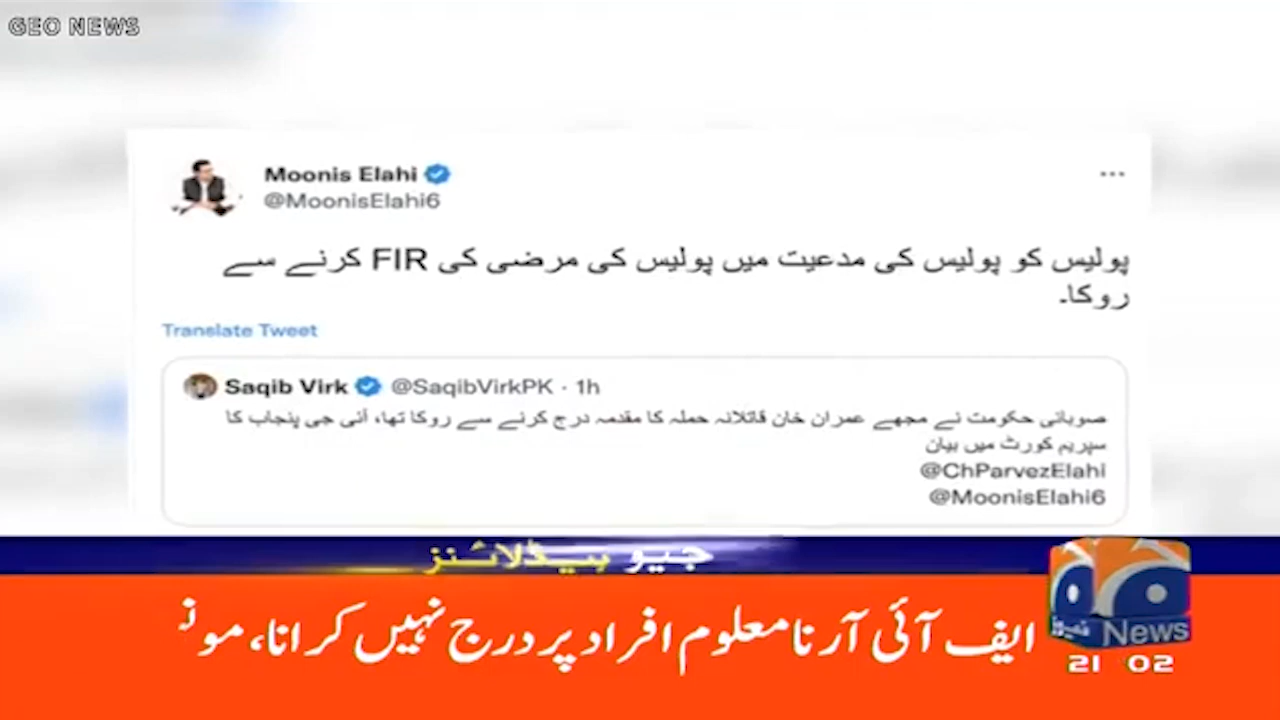 GEO NEWS
Moonis Elahi
@MoonisElahi6
پولیس کو پولیس کی مدعیت میں پولیس کی مرضی کی FIR کرنے سے
روکا۔
Translate Tweet
Saqib Virk @SaqibVirkPK · 1h
صوبائی حکومت نے مجھے عمران خان قاتلانہ حملہ کا مقدمہ درج کرنے سے روکا تھا، آئی جی پنجاب کا
سپریم کورٹ میں بیان
@ChParvezElahi
@MoonisElahi6
جیو ہیڈلائنز
ایف آئی آر نامعلوم افراد پر درج نہیں کرانا،
نیوز News
21 02